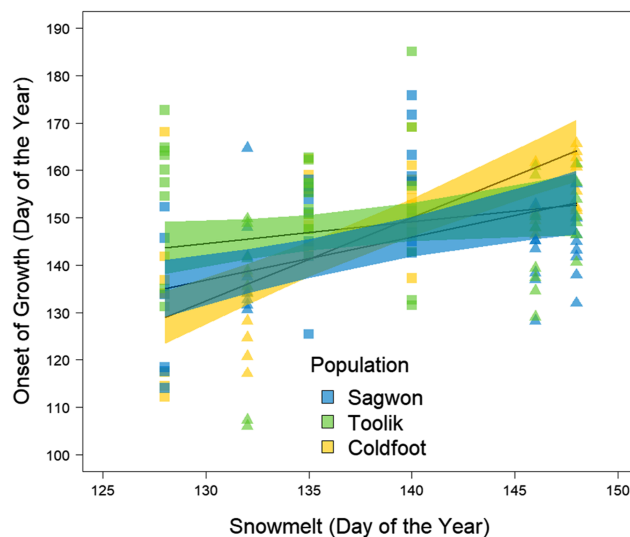 190
180
170
160
150
140
130
120
110
100
Onset of Growth (Day of the Year)
Population
Sagwon
Toolik
Coldfoot
125 130 135 140 145 150
Snowmelt (Day of the Year)